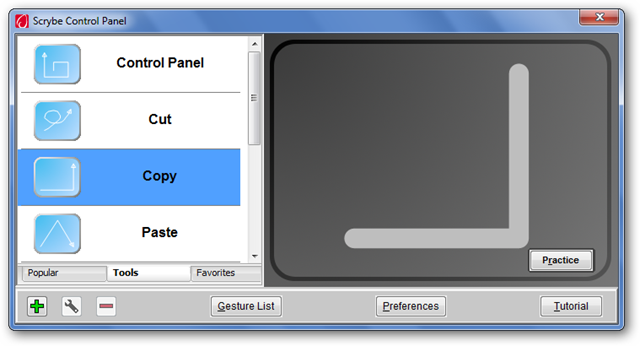 Scrybe Control Panel
Control Panel
Cut
Copy
Paste
Popular Tools Favorites
Practice
Gesture List Preferences Tutorial